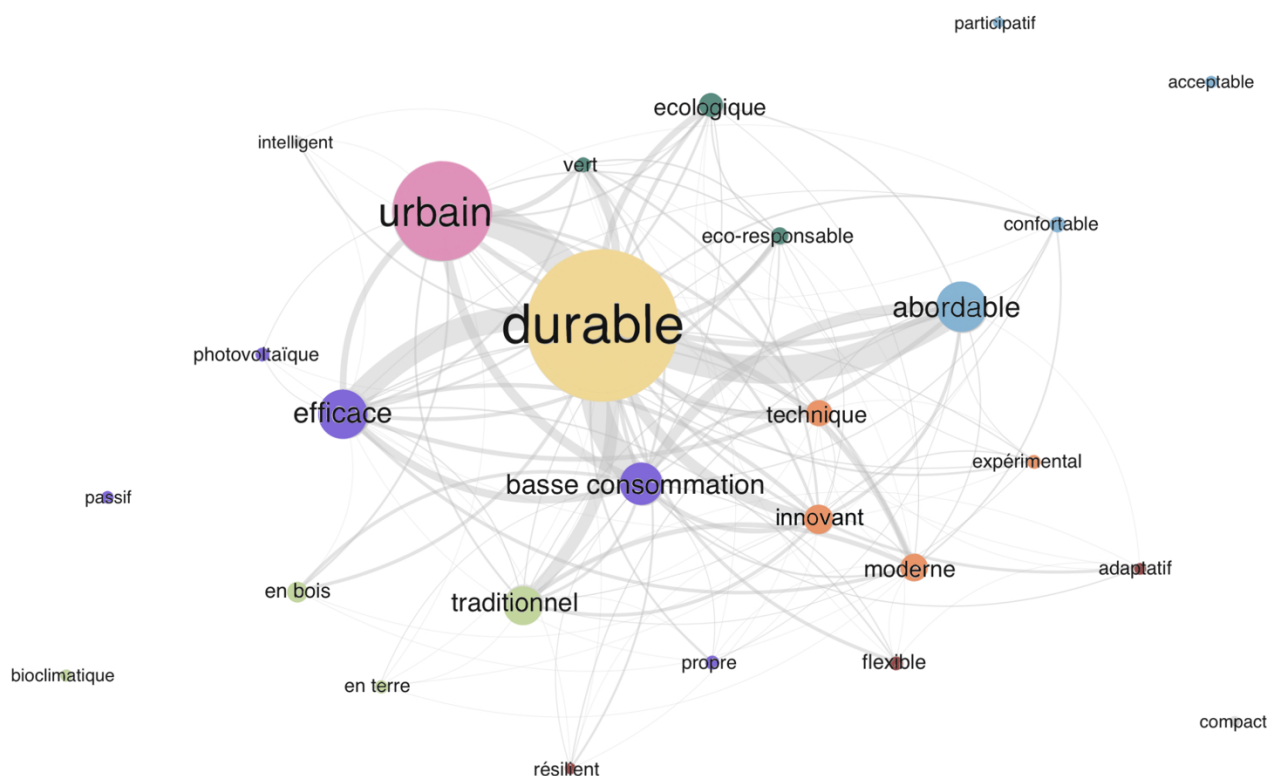 participatif
acceptable
ecologique
intelligent
vert
urbain
confortable
eco-responsable
abordable
durable
photovoltaïque
efficace
technique
expérimental
basse consommation
passif
innovant
moderne
adaptatif
en bois
traditionnel
propre
flexible
bioclimatique
en terre
compact
résilient